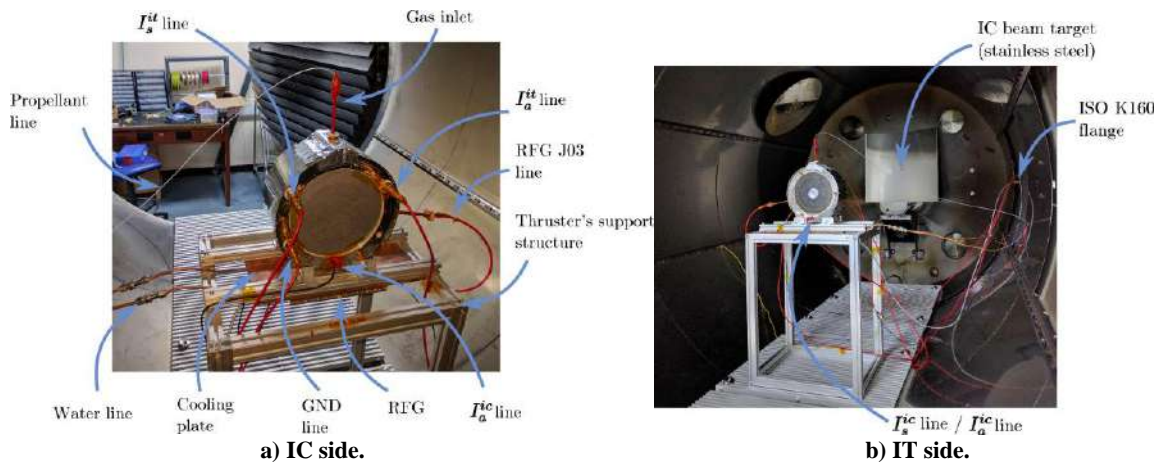 I_s^{it} line
Gas inlet
Propellant
line
I_a^{it} line
RFG J03
line
Thruster's support
structure
Water line
Cooling
plate
GND
line
RFG
I_a^{ic} line
a) IC side.
IC beam target
(stainless steel)
ISO K160
flange
I_s^{ic} line / I_a^{ic} line
b) IT side.